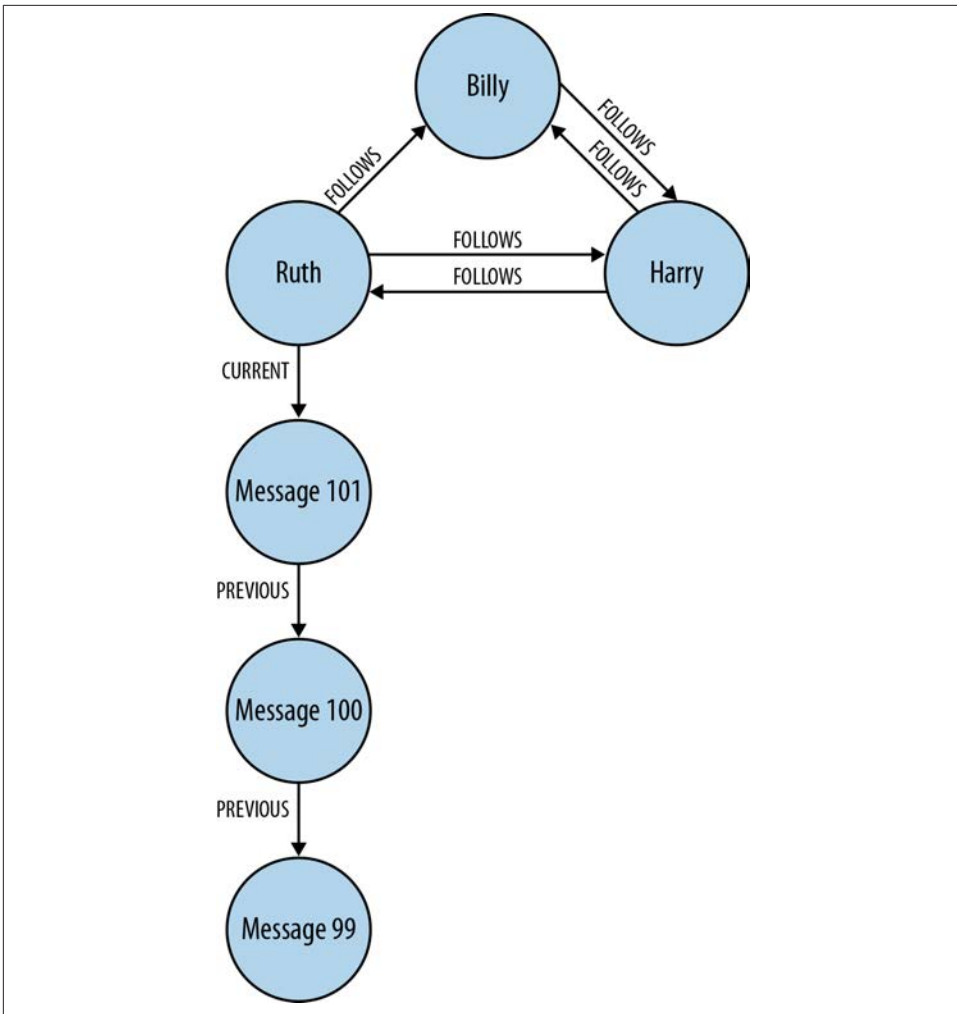 Billy
FOLLOWS
FOLLOWS
FOLLOWS
Ruth
FOLLOWS
FOLLOWS
Harry
CURRENT
Message 101
PREVIOUS
Message 100
PREVIOUS
Message 99